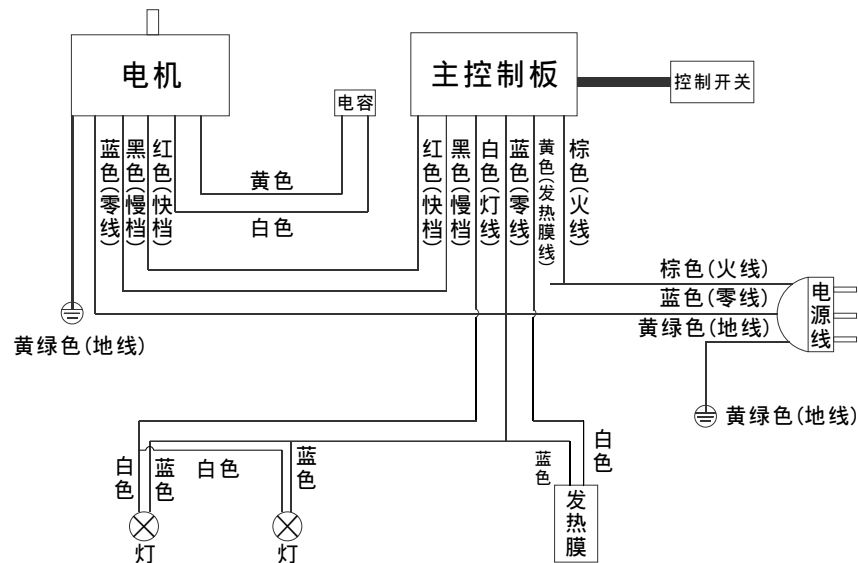 电机
主控制板
控制开关
电容
蓝色(零线)
黑色(慢档)
红色(快档)
黄色
白色
红色(快档)
黑色(慢档)
白色(灯线)
蓝色(零线)
黄色(发热膜线)
棕色(火线)
棕色(火线)
蓝色(零线)
黄绿色(地线)
电源线
黄绿色(地线)
黄绿色(地线)
白色
蓝色
白色
蓝色
蓝色
白色
灯
灯
发热膜